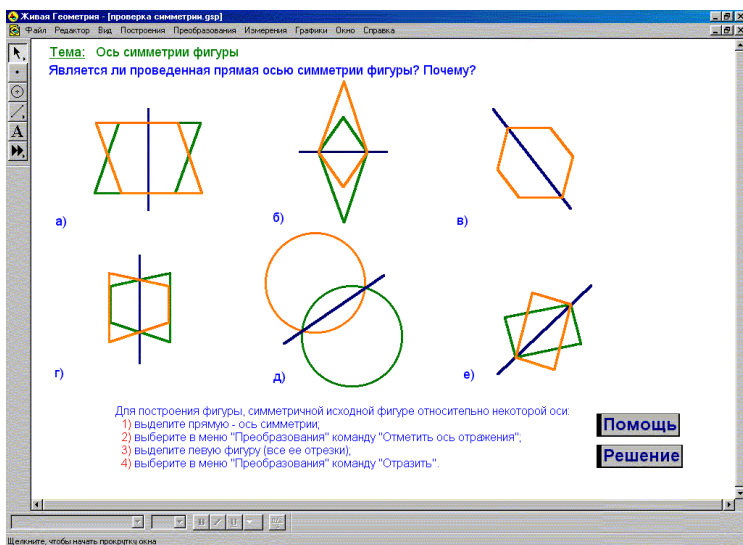 Живая Геометрия - [проверка симметрии.gsp]
Файл Редактор Вид Построения Преобразования Измерения Графики Окно Справка
Тема: Ось симметрии фигуры
Является ли проведенная прямая осью симметрии фигуры? Почему?
а)
б)
в)
г)
д)
е)
Для построения фигуры, симметричной исходной фигуре относительно некоторой оси:
1) выделите прямую - ось симметрии;
2) выберите в меню "Преобразования" команду "Отметить ось отражения";
3) выделите левую фигуру (все ее отрезки);
4) выберите в меню "Преобразования" команду "Отразить".
Помощь
Решение
A
B U
Щелкните, чтобы начать прокрутку окна